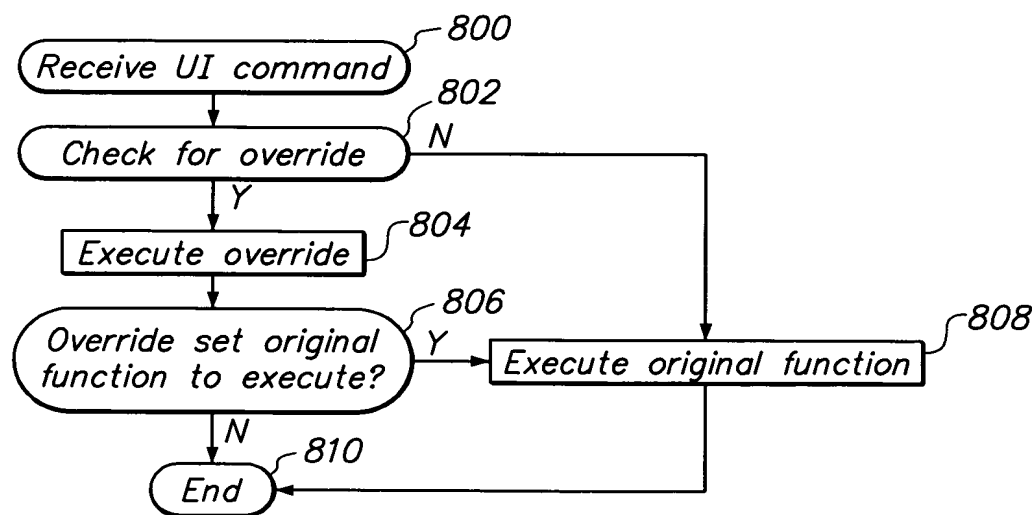 800
Receive UI command
802
Check for override
N
Y
804
Execute override
806
Override set original
function to execute?
Y
808
Execute original function
N
810
End